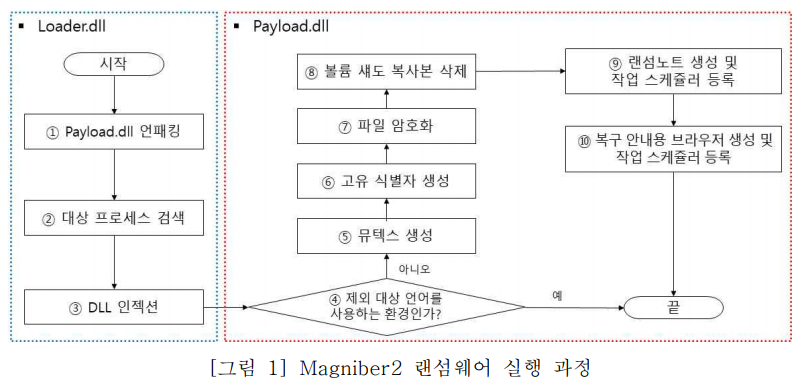 ▪ Loader.dll
시작
① Payload.dll 언패킹
② 대상 프로세스 검색
③ DLL 인젝션
▪ Payload.dll
④ 제외 대상 언어를
사용하는 환경인가?
아니오
예
⑤ 뮤텍스 생성
⑥ 고유 식별자 생성
⑦ 파일 암호화
⑧ 볼륨 섀도 복사본 삭제
⑨ 랜섬노트 생성 및
작업 스케쥴러 등록
⑩ 복구 안내용 브라우저 생성 및
작업 스케쥴러 등록
끝
[그림 1] Magniber2 랜섬웨어 실행 과정